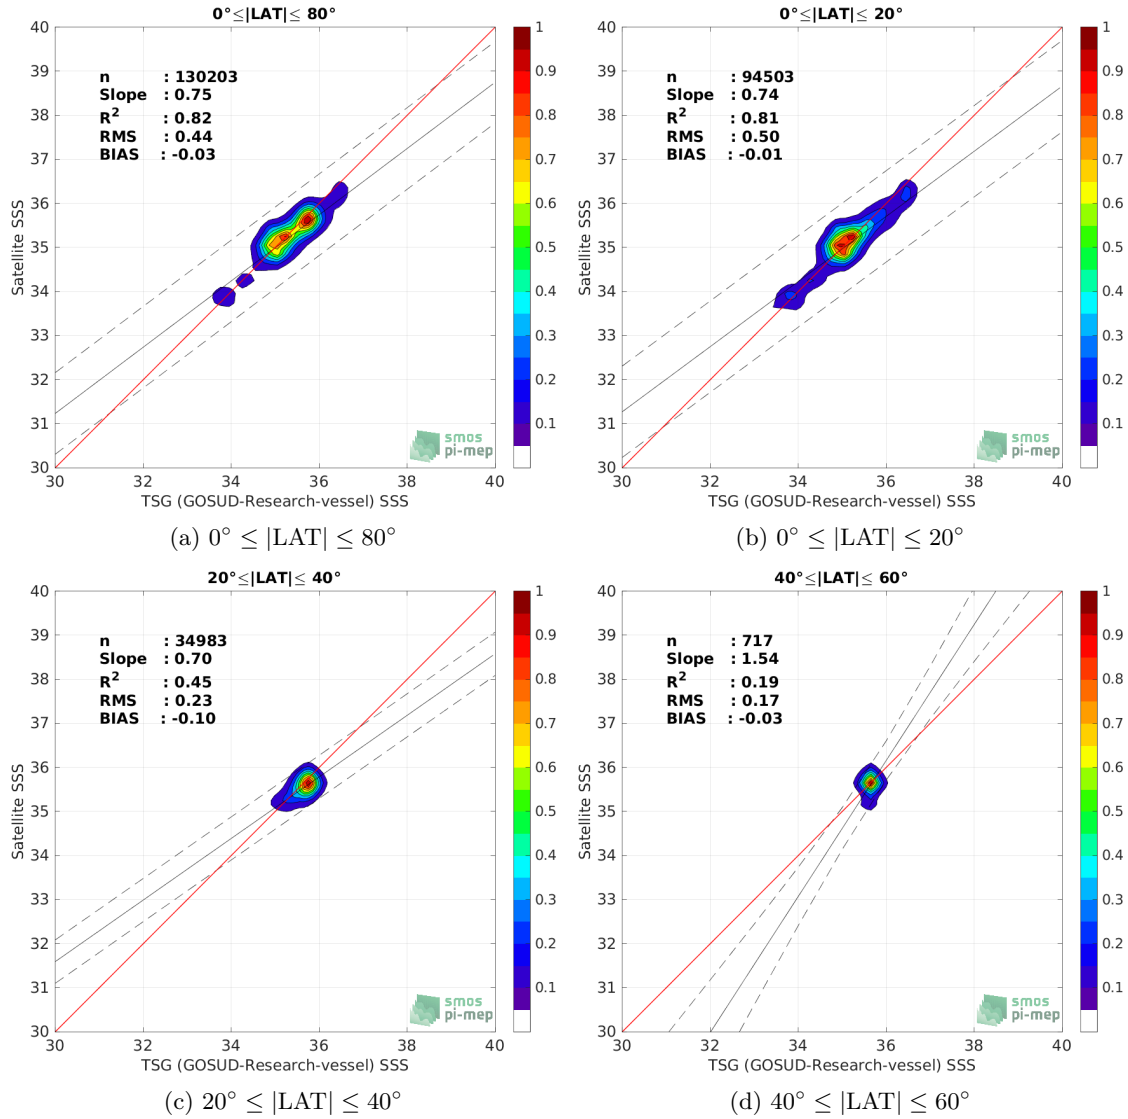 0°≤|LAT|≤ 80°
n : 130203
Slope : 0.75
R² : 0.82
RMS : 0.44
BIAS : -0.03
40
39
38
37
36
35
34
33
32
31
30
30 32 34 36 38 40
Satellite SSS
TSG (GOSUD-Research-vessel) SSS
smos
pi-mep
1
0.9
0.8
0.7
0.6
0.5
0.4
0.3
0.2
0.1
(a) 0° ≤ |LAT| ≤ 80°
0°≤|LAT|≤ 20°
n : 94503
Slope : 0.74
R² : 0.81
RMS : 0.50
BIAS : -0.01
40
39
38
37
36
35
34
33
32
31
30
30 32 34 36 38 40
Satellite SSS
TSG (GOSUD-Research-vessel) SSS
smos
pi-mep
1
0.9
0.8
0.7
0.6
0.5
0.4
0.3
0.2
0.1
(b) 0° ≤ |LAT| ≤ 20°
20°≤|LAT|≤ 40°
n : 34983
Slope : 0.70
R² : 0.45
RMS : 0.23
BIAS : -0.10
40
39
38
37
36
35
34
33
32
31
30
30 32 34 36 38 40
Satellite SSS
TSG (GOSUD-Research-vessel) SSS
smos
pi-mep
1
0.9
0.8
0.7
0.6
0.5
0.4
0.3
0.2
0.1
(c) 20° ≤ |LAT| ≤ 40°
40°≤|LAT|≤ 60°
n : 717
Slope : 1.54
R² : 0.19
RMS : 0.17
BIAS : -0.03
40
39
38
37
36
35
34
33
32
31
30
30 32 34 36 38 40
Satellite SSS
TSG (GOSUD-Research-vessel) SSS
smos
pi-mep
1
0.9
0.8
0.7
0.6
0.5
0.4
0.3
0.2
0.1
(d) 40° ≤ |LAT| ≤ 60°